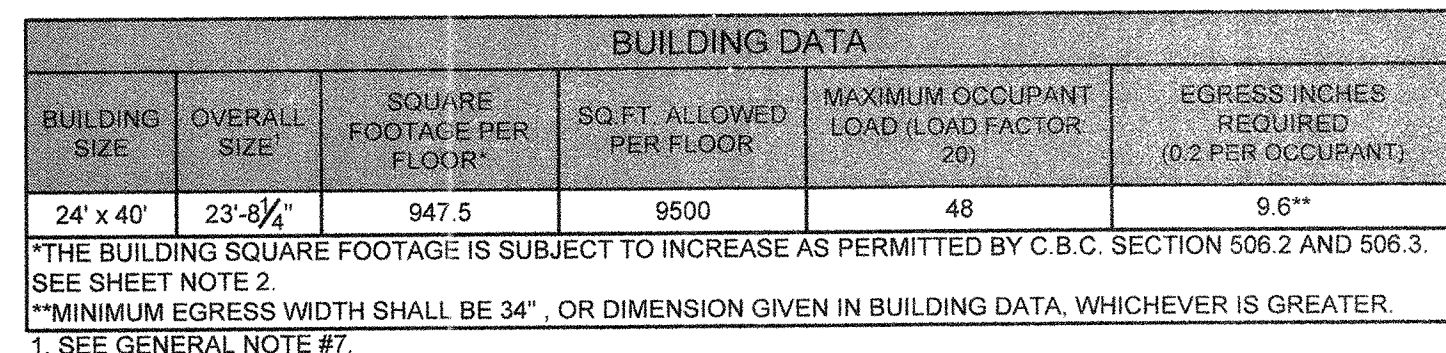 BUILDING DATA
BUILDING SIZE
OVERALL SIZE¹
SQUARE FOOTAGE PER FLOOR*
SQ.FT. ALLOWED PER FLOOR
MAXIMUM OCCUPANT LOAD (LOAD FACTOR 20)
EGRESS INCHES REQUIRED (0.2 PER OCCUPANT)
24' x 40' 23'-8¼" 947.5 9500 48 9.6**
*THE BUILDING SQUARE FOOTAGE IS SUBJECT TO INCREASE AS PERMITTED BY C.B.C. SECTION 506.2 AND 506.3.
SEE SHEET NOTE 2.
**MINIMUM EGRESS WIDTH SHALL BE 34" , OR DIMENSION GIVEN IN BUILDING DATA, WHICHEVER IS GREATER.
1. SEE GENERAL NOTE #7.